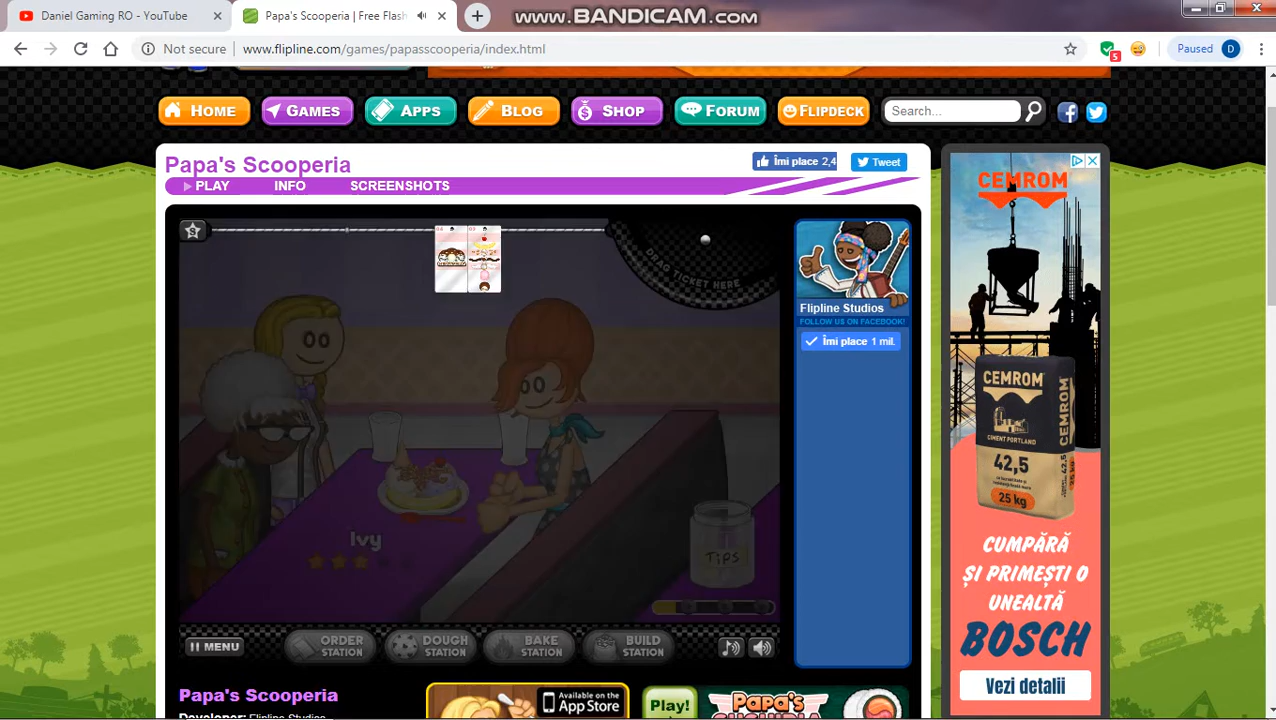 Daniel Gaming RO - YouTube
Papa's Scooperia | Free Flash
www.BANDICAM.com
Not secure
www.flipline.com/games/papasscooperia/index.html
5
Paused
D
HOME
GAMES
APPS
BLOG
SHOP
FORUM
FLIPDECK
Search...
Papa's Scooperia
Îmi place 2,4
Tweet
PLAY
INFO
SCREENSHOTS
DRAG TICKET HERE
Flipline Studios
FOLLOW US ON FACEBOOK!
Îmi place 1 mil.
CEMROM
CEMROM
CIMENT PORTLAND
42,5
25 kg
CUMPĂRĂ
ȘI PRIMEȘTI O
UNEALTĂ
BOSCH
Vezi detalii
Ivy
TIPS
MENU
ORDER
STATION
DOUGH
STATION
BAKE
STATION
BUILD
STATION
Papa's Scooperia
Developer: Flipline Studios
Available on the
App Store
Play!
PAPA'S